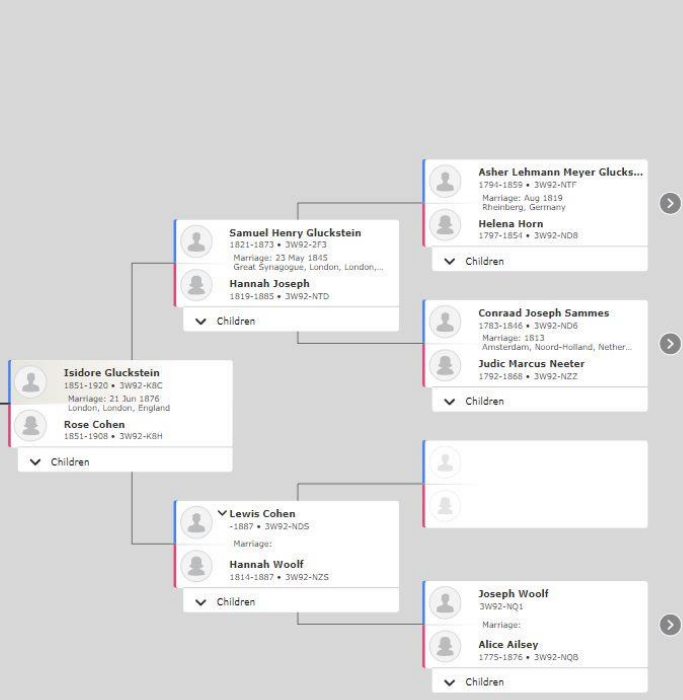 Asher Lehmann Meyer Glucks...
1794-1859 • 3W92-NTF
Marriage: Aug 1819
Rheinberg, Germany
Helena Horn
1797-1854 • 3W92-ND8
Children
Samuel Henry Gluckstein
1821-1873 • 3W92-2F3
Marriage: 23 May 1845
Great Synagogue, London, London,...
Hannah Joseph
1819-1885 • 3W92-NTD
Children
Conraad Joseph Sammes
1783-1846 • 3W92-ND6
Marriage: 1813
Amsterdam, Noord-Holland, Nether...
Judic Marcus Neeter
1792-1868 • 3W92-NZZ
Children
Isidore Gluckstein
1851-1920 • 3W92-K8C
Marriage: 21 Jun 1876
London, London, England
Rose Cohen
1851-1908 • 3W92-K8H
Children
Lewis Cohen
-1887 • 3W92-NDS
Marriage:
Hannah Woolf
1814-1887 • 3W92-NZS
Children
Joseph Woolf
3W92-NQ1
Marriage:
Alice Ailsey
1775-1876 • 3W92-NQB
Children